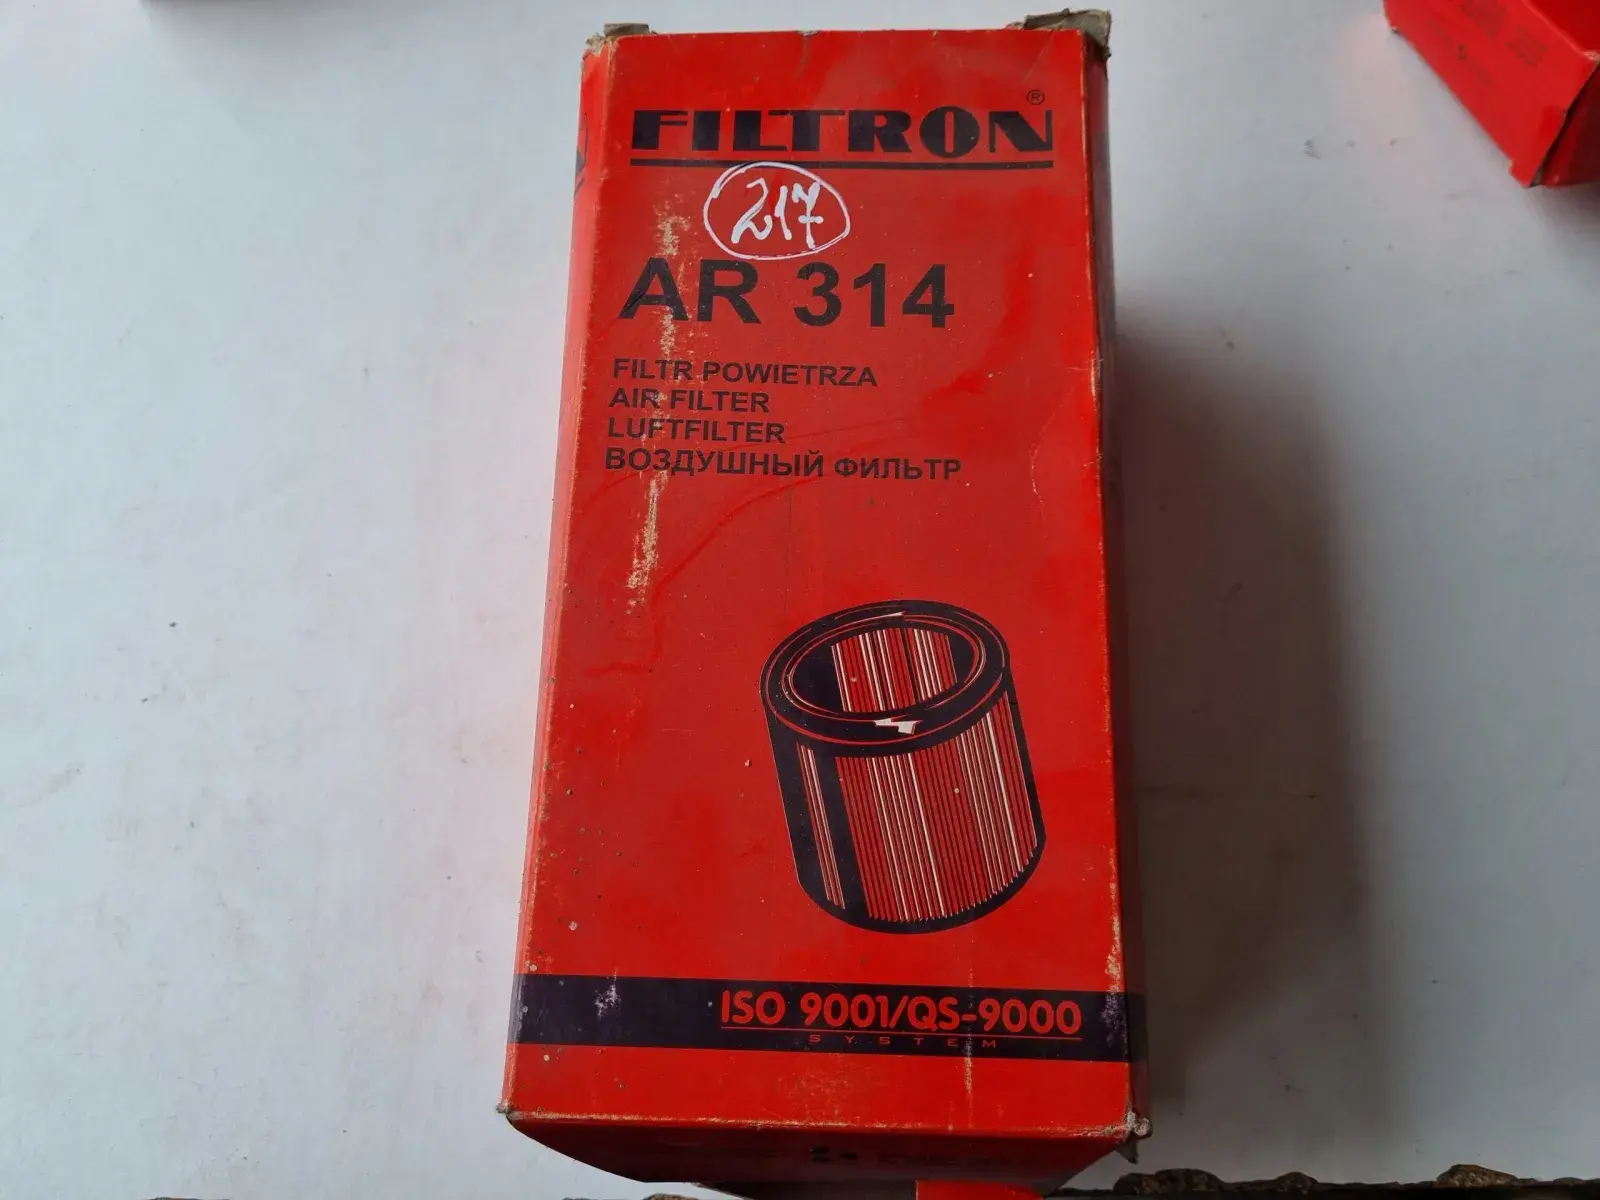 FILTRON®
217
AR 314
FILTR POWIETRZA
AIR FILTER
LUFTFILTER
ВОЗДУШНЫЙ ФИЛЬТР
ISO 9001/QS-9000
SYSTEM